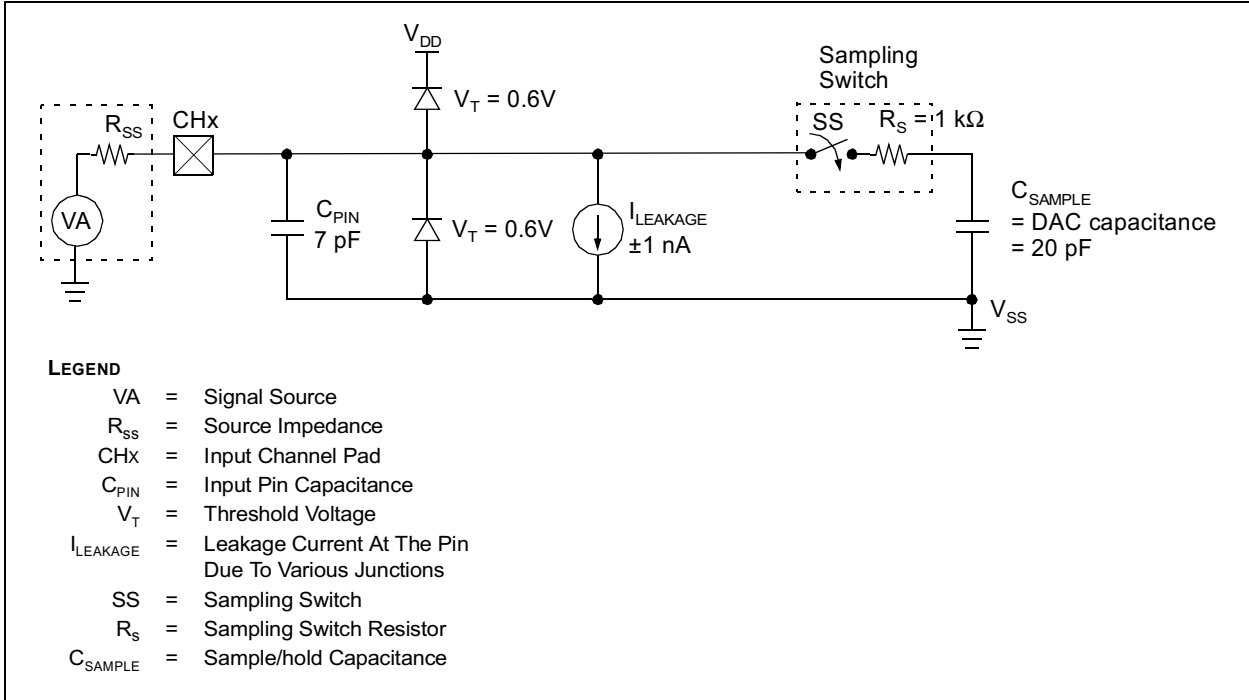 V_DD
Sampling
Switch
V_T = 0.6V
R_SS
CHx
SS
R_S = 1 kΩ
VA
C_PIN
7 pF
V_T = 0.6V
I_LEAKAGE
±1 nA
C_SAMPLE
= DAC capacitance
= 20 pF
V_SS
LEGEND
VA = Signal Source
R_ss = Source Impedance
CHX = Input Channel Pad
C_PIN = Input Pin Capacitance
V_T = Threshold Voltage
I_LEAKAGE = Leakage Current At The Pin
Due To Various Junctions
SS = Sampling Switch
R_s = Sampling Switch Resistor
C_SAMPLE = Sample/hold Capacitance